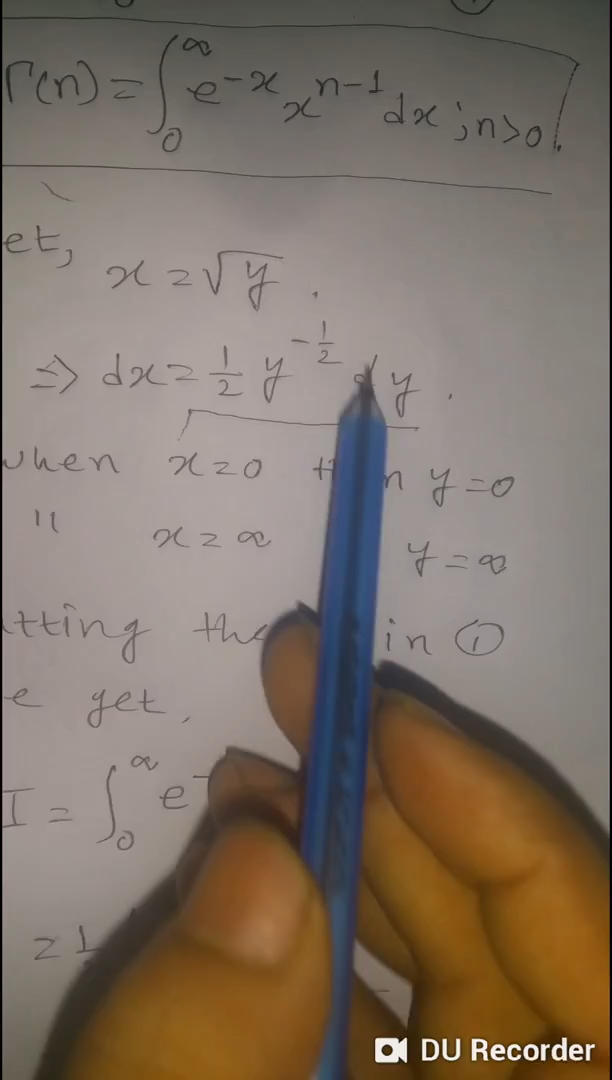 Γ(n) = ∫₀^∞ e^{-x} x^{n-1} dx ; n>0.
et,
x = √y .
⇒ dx = 1/2 y^{-1/2} dy .
when x=0 y=0
" x=∞ y=∞
tting in ①
e get,
I = ∫₀^∞ e^-
= 1
DU Recorder